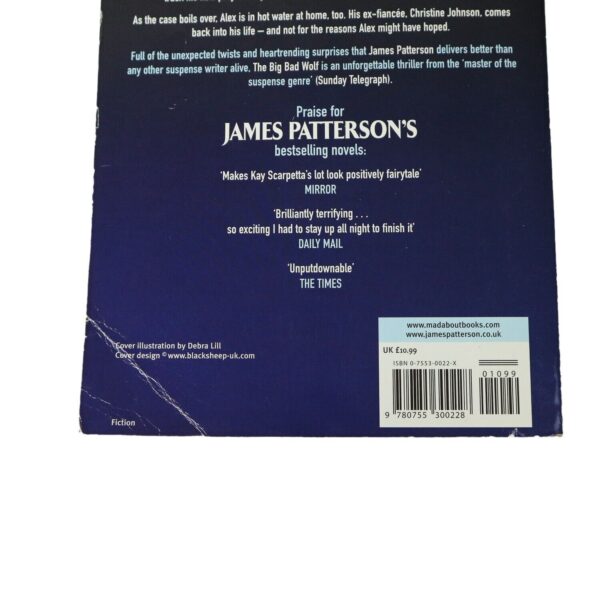 As the case boils over, Alex is in hot water at home, too. His ex-fiancée, Christine Johnson, comes
back into his life – and not for the reasons Alex might have hoped.
Full of the unexpected twists and heartrending surprises that James Patterson delivers better than
any other suspense writer alive, The Big Bad Wolf is an unforgettable thriller from the ‘master of the
suspense genre’ (Sunday Telegraph).
Praise for
JAMES PATTERSON'S
bestselling novels:
‘Makes Kay Scarpetta's lot look positively fairytale’
MIRROR
‘Brilliantly terrifying . . .
so exciting I had to stay up all night to finish it’
DAILY MAIL
‘Unputdownable’
THE TIMES
www.madaboutbooks.com
www.jamespatterson.co.uk
UK £10.99
ISBN 0-7553-0022-X
01099
9 780755 300228
Cover illustration by Debra Lill
Cover design © www.blacksheep-uk.com
Fiction